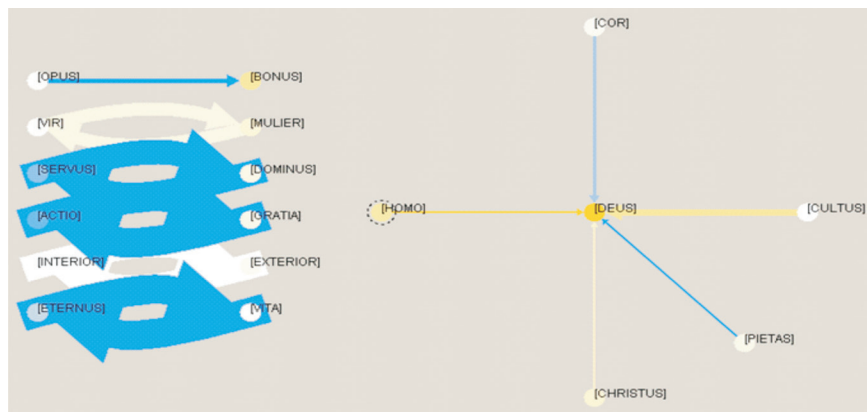 [OPUS] [BONUS]
[VIR] [MULIER]
[SERVUS] [DOMINUS]
[ACTIO] [GRATIA]
[INTERIOR] [EXTERIOR]
[ETERNUS] [VITA]
[COR]
[HOMO] [DEUS] [CULTUS]
[PIETAS]
[CHRISTUS]